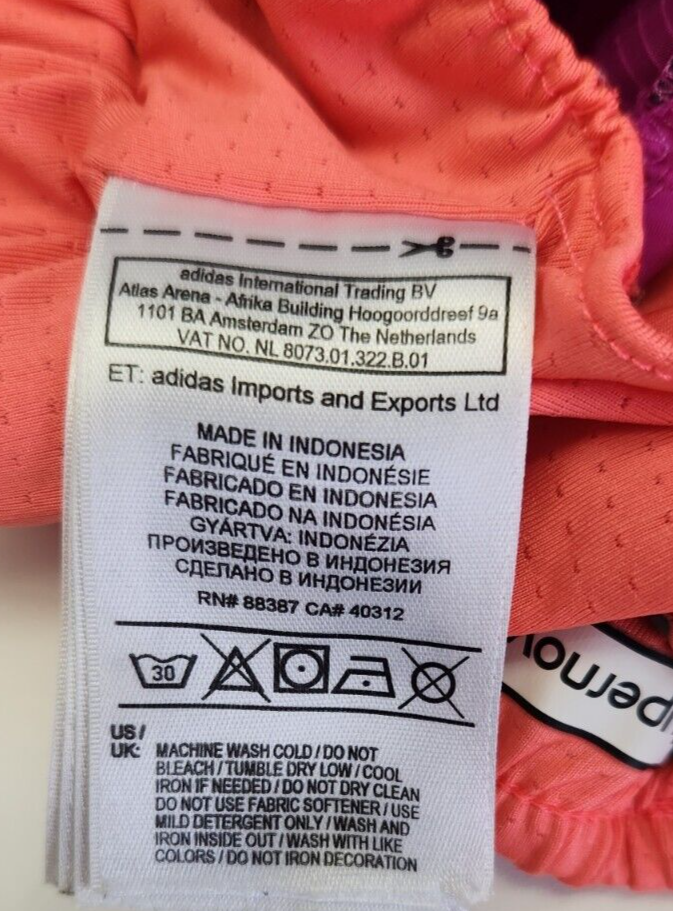 adidas International Trading BV
Atlas Arena - Afrika Building Hoogoorddreef 9a
1101 BA Amsterdam ZO The Netherlands
VAT NO. NL 8073.01.322.B.01
ET: adidas Imports and Exports Ltd
MADE IN INDONESIA
FABRIQUÉ EN INDONÉSIE
FABRICADO EN INDONESIA
FABRICADO NA INDONÉSIA
GYÁRTVA: INDONÉZIA
ПРОИЗВЕДЕНО В ИНДОНЕЗИЯ
СДЕЛАНО В ИНДОНЕЗИИ
RN# 88387 CA# 40312
30
US/
UK: MACHINE WASH COLD / DO NOT
BLEACH / TUMBLE DRY LOW / COOL
IRON IF NEEDED / DO NOT DRY CLEAN
DO NOT USE FABRIC SOFTENER / USE
MILD DETERGENT ONLY / WASH AND
IRON INSIDE OUT / WASH WITH LIKE
COLORS / DO NOT IRON DECORATION